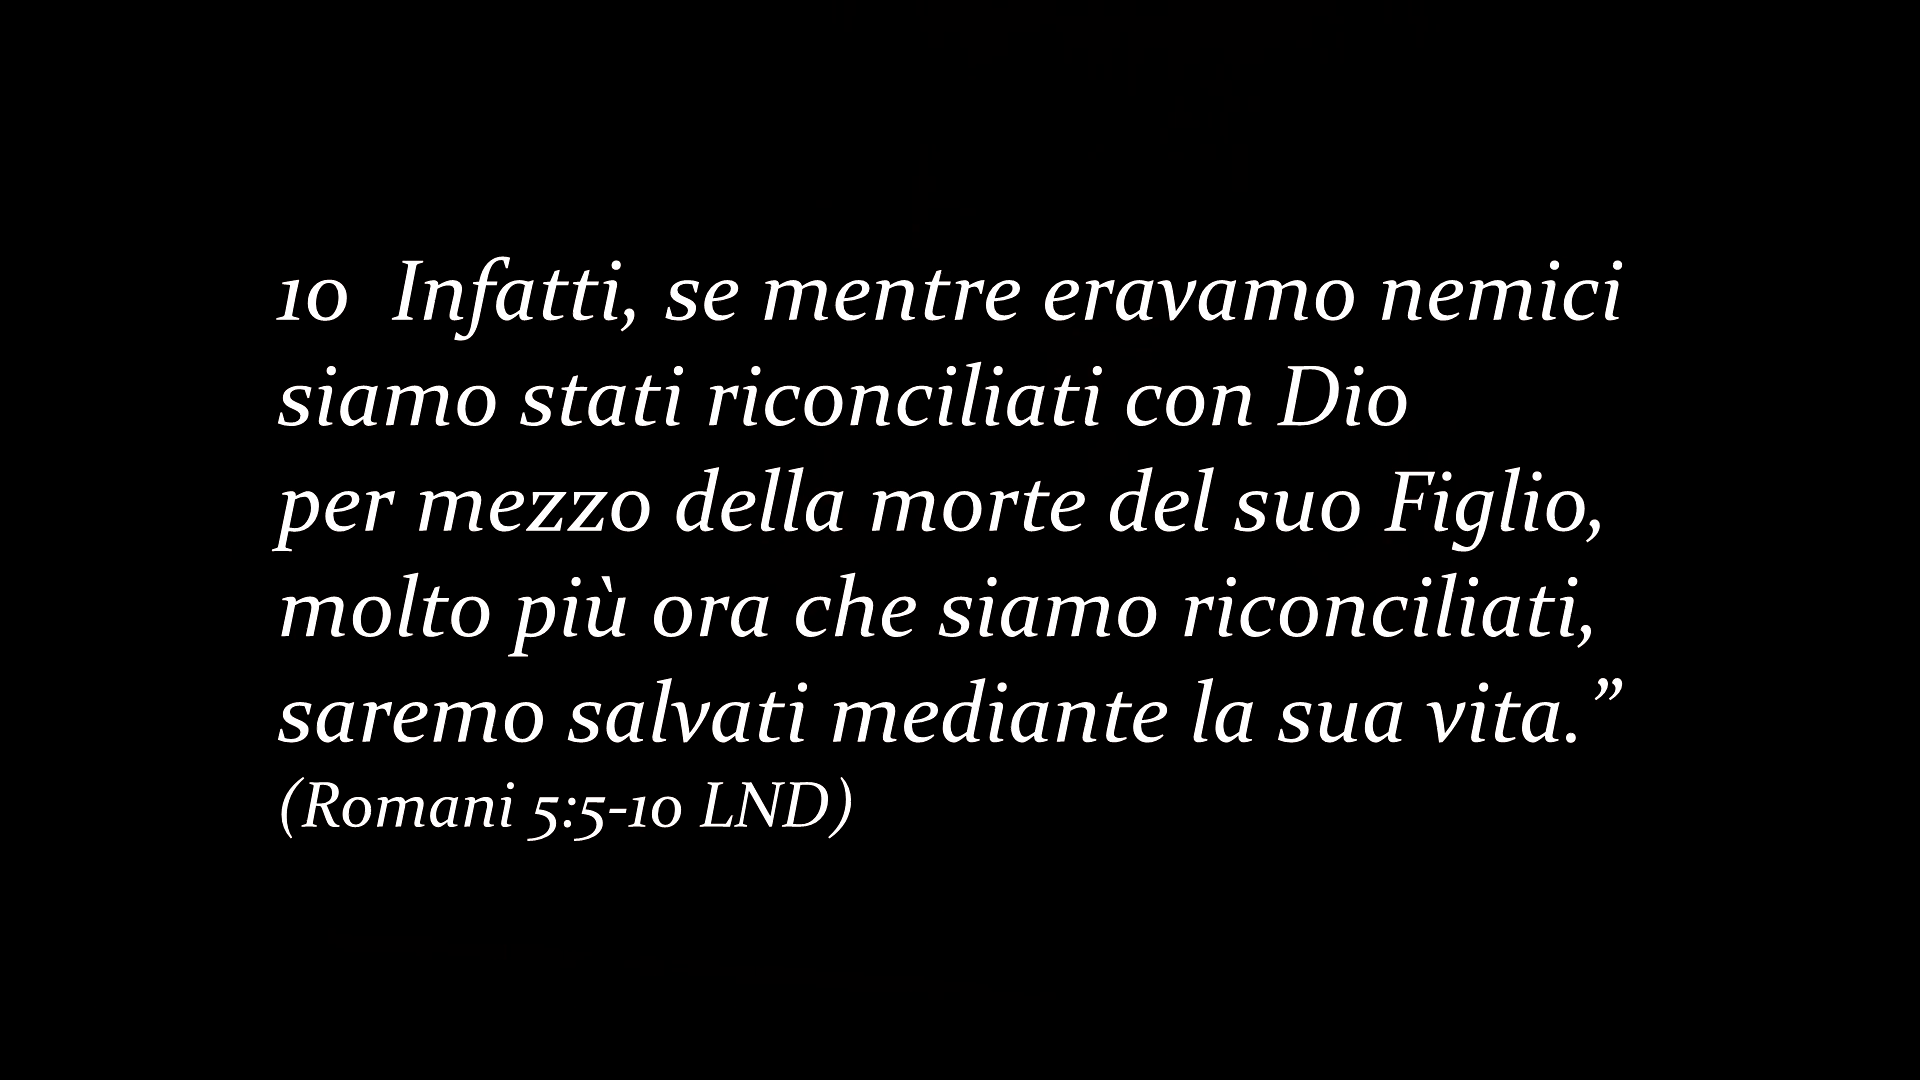 10  Infatti, se mentre eravamo nemici
siamo stati riconciliati con Dio
per mezzo della morte del suo Figlio,
molto più ora che siamo riconciliati,
saremo salvati mediante la sua vita.”
(Romani 5:5-10 LND)